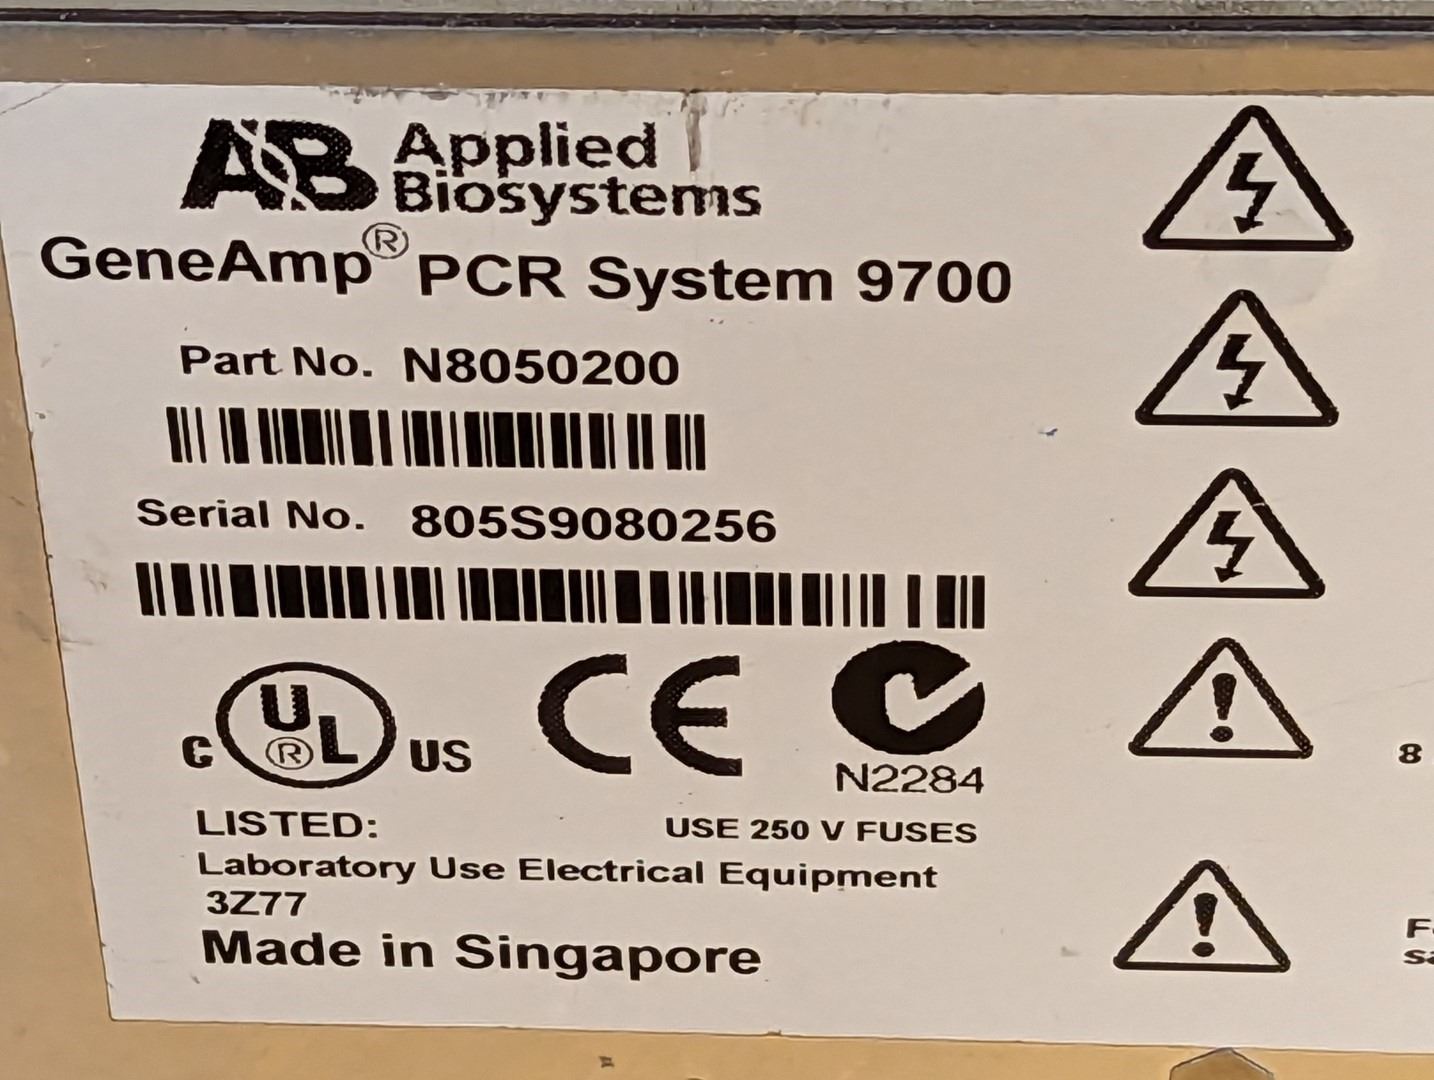 AB Applied
Biosystems
GeneAmp® PCR System 9700
Part No. N8050200
Serial No. 805S9080256
C UL® US
CE
N2284
LISTED:
USE 250 V FUSES
Laboratory Use Electrical Equipment
3Z77
Made in Singapore
8